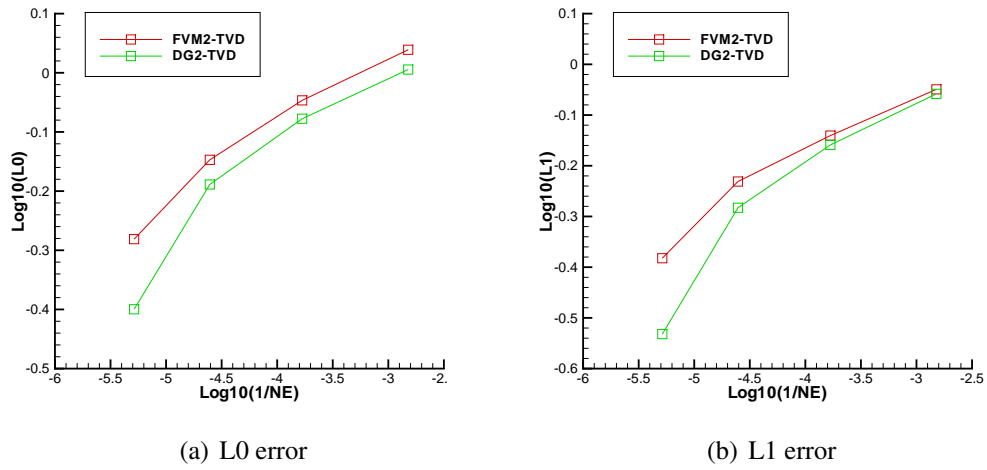 0.1
0
-0.1
-0.2
-0.3
-0.4
-0.5
Log10(L0)
FVM2-TVD
DG2-TVD
-6 -5.5 -5 -4.5 -4 -3.5 -3 -2.
Log10(1/NE)
(a) L0 error
0.1
0
-0.1
-0.2
-0.3
-0.4
-0.5
-0.6
Log10(L1)
FVM2-TVD
DG2-TVD
-6 -5.5 -5 -4.5 -4 -3.5 -3 -2.5
Log10(1/NE)
(b) L1 error